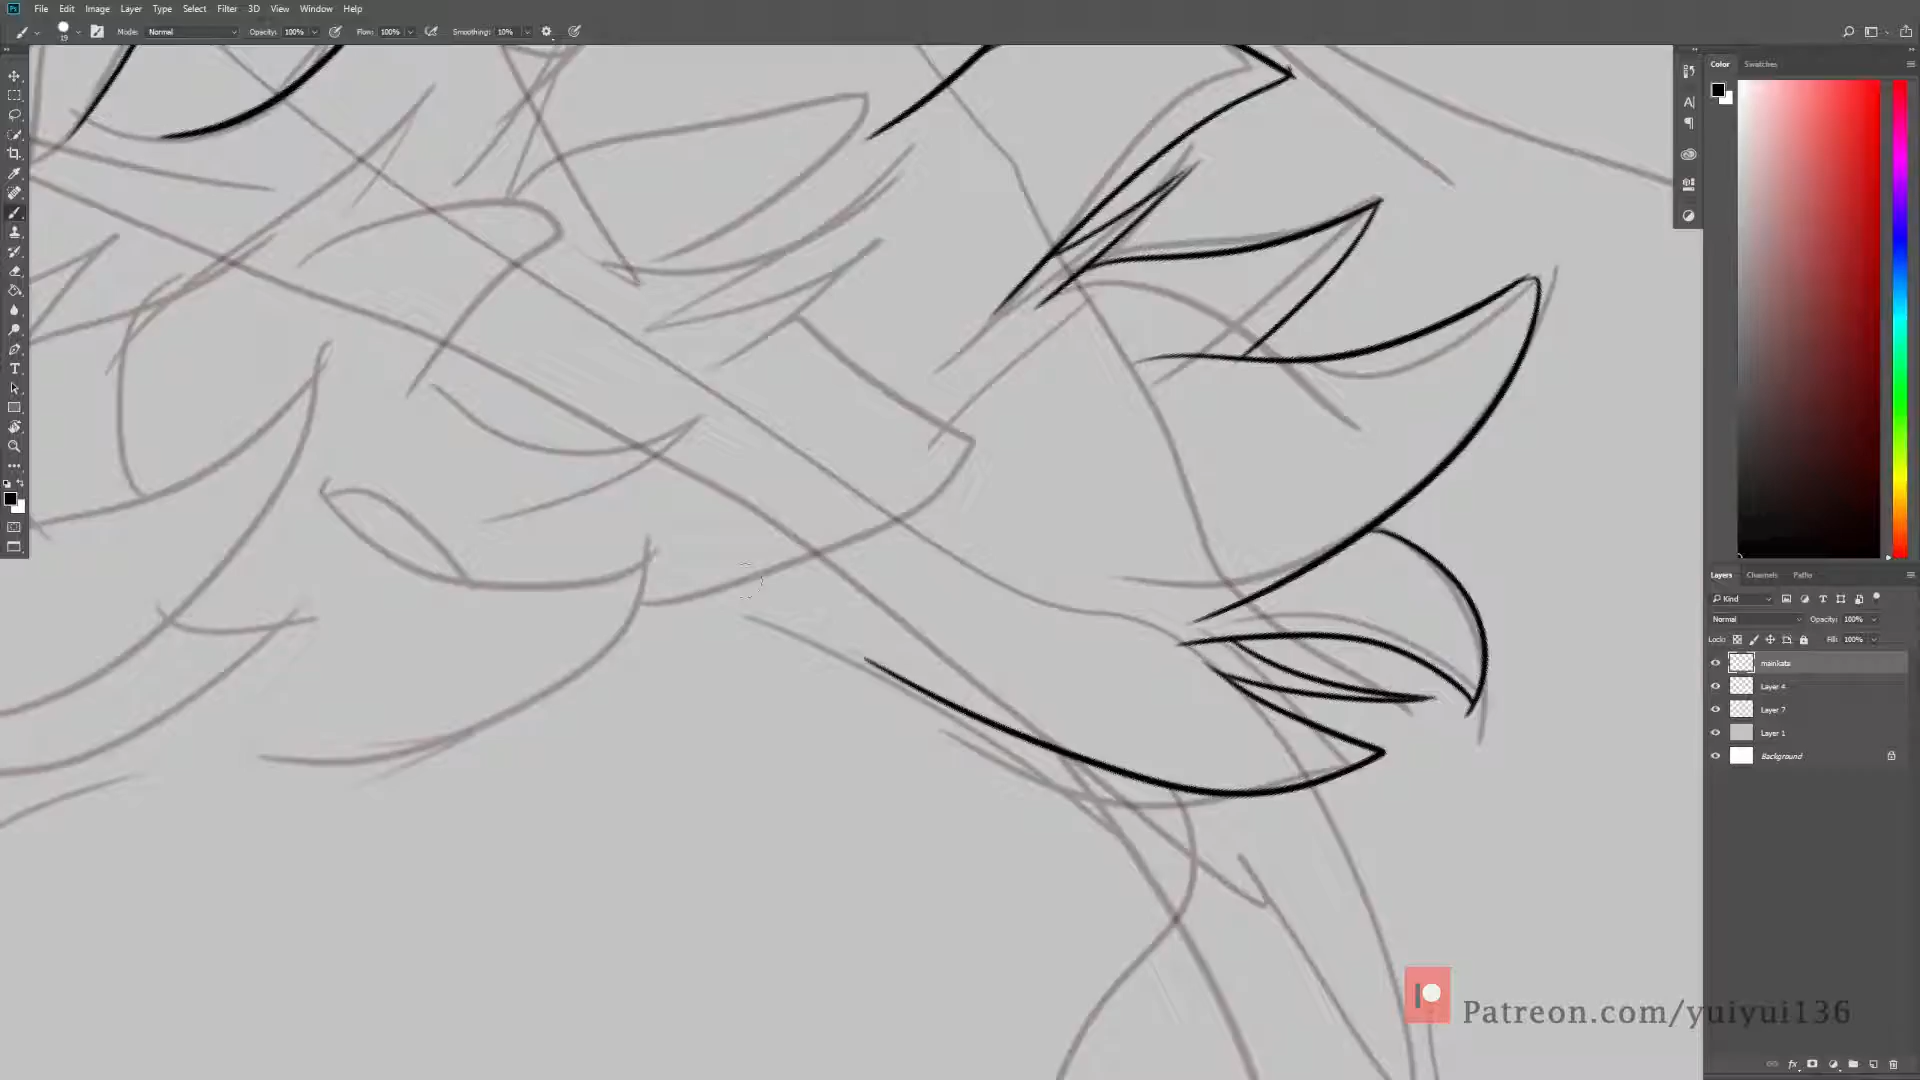 File Edit Image Layer Type Select Filter 3D View Window Help
19 Mode: Normal Opacity: 100% Flow: 100% Smoothing: 10%
Color Swatches
Layers Channels Paths
Kind
Normal Opacity: 100%
Lock: Fill: 100%
Layer 4
Layer 7
Layer 1
Background
Patreon.com/yuiyui136